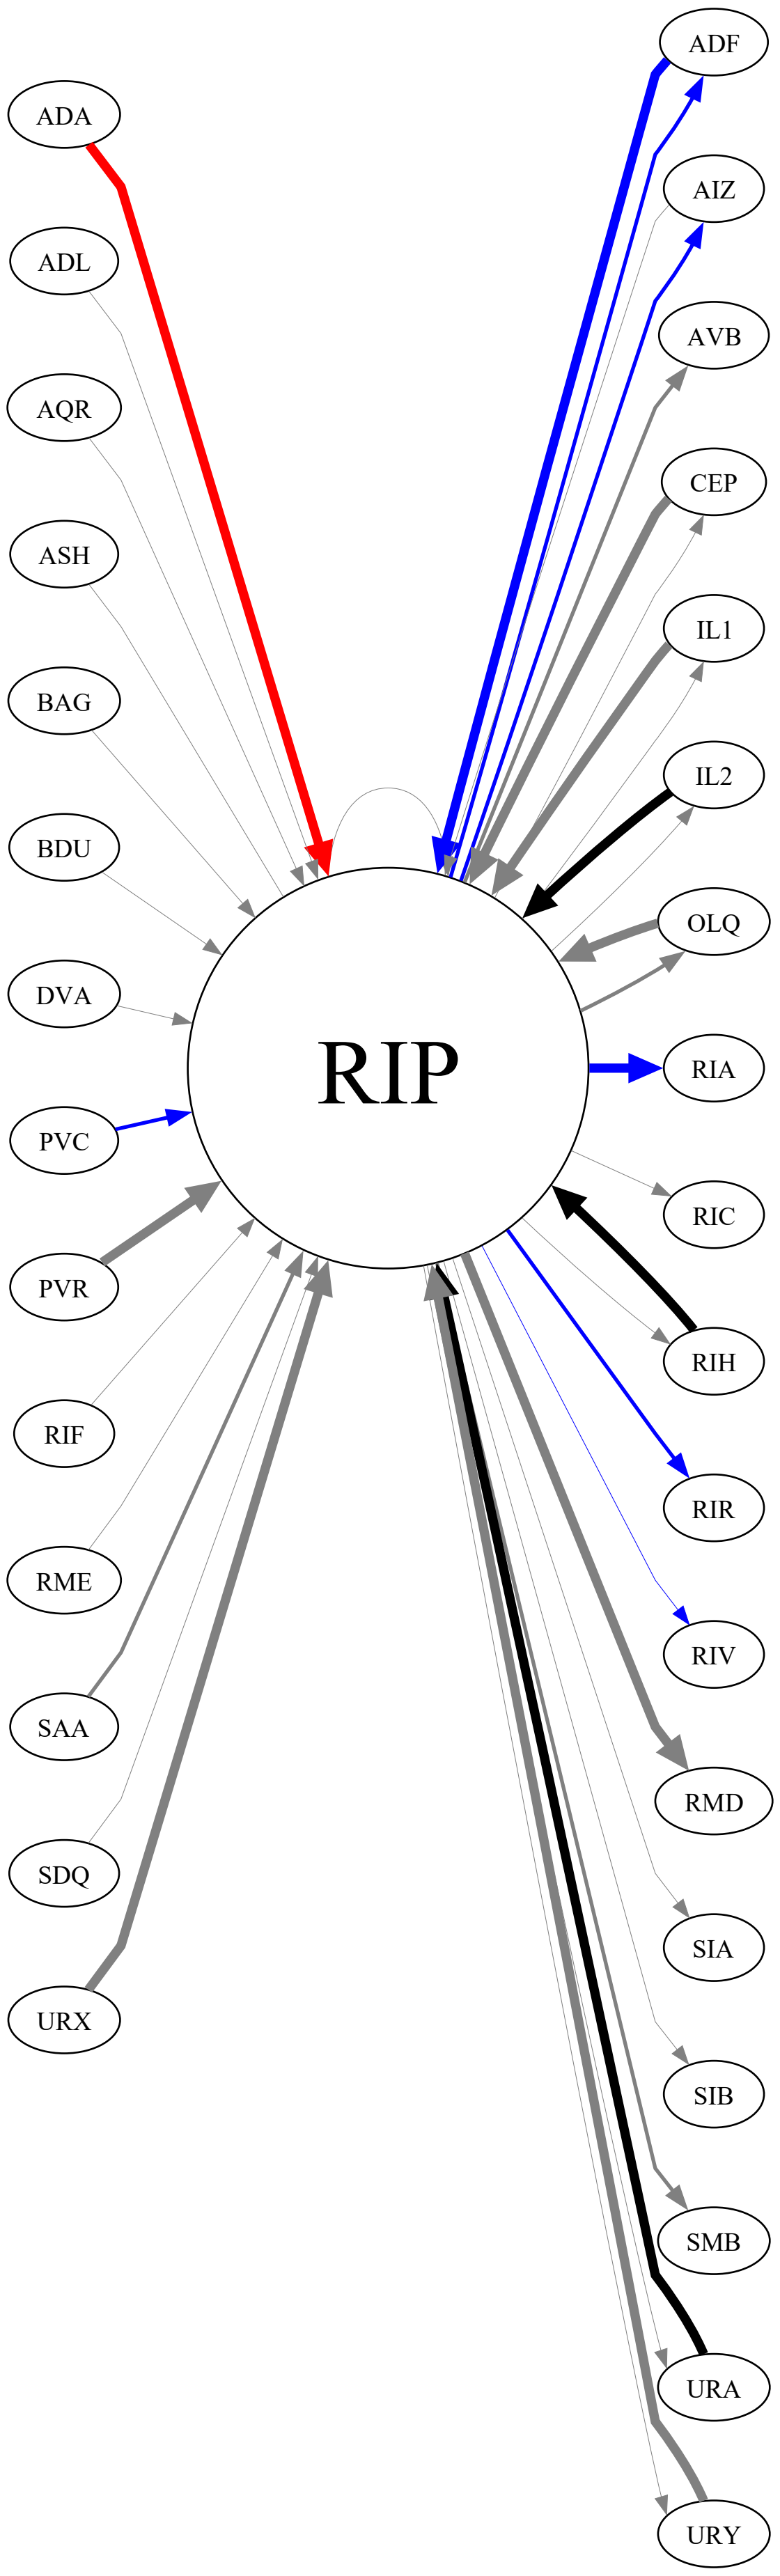 ADA
ADL
AQR
ASH
BAG
BDU
DVA
PVC
PVR
RIF
RME
SAA
SDQ
URX
RIP
ADF
AIZ
AVB
CEP
IL1
IL2
OLQ
RIA
RIC
RIH
RIR
RIV
RMD
SIA
SIB
SMB
URA
URY